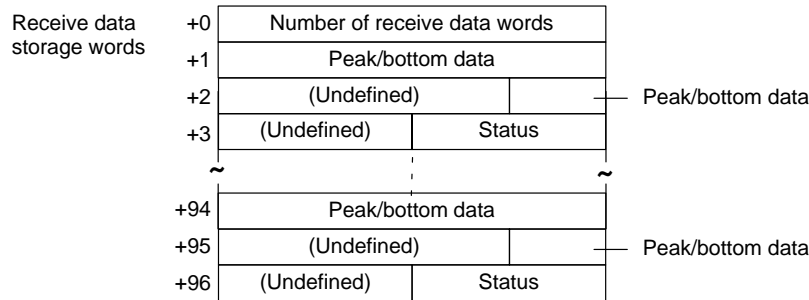 Receive data
storage words
+0 Number of receive data words
+1 Peak/bottom data
+2 (Undefined) Peak/bottom data
+3 (Undefined) Status
~ ~
+94 Peak/bottom data
+95 (Undefined) Peak/bottom data
+96 (Undefined) Status